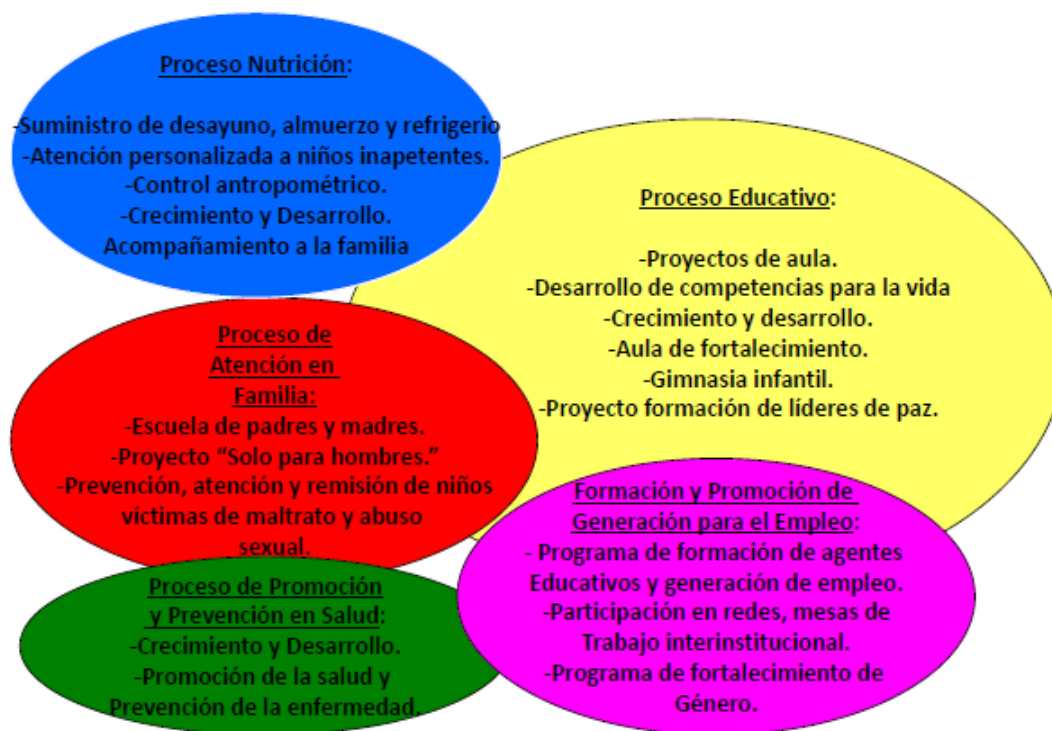 Proceso Nutrición:
-Suministro de desayuno, almuerzo y refrigerio
-Atención personalizada a niños inapetentes.
-Control antropométrico.
-Crecimiento y Desarrollo.
Acompañamiento a la familia
Proceso Educativo:
-Proyectos de aula.
-Desarrollo de competencias para la vida
-Crecimiento y desarrollo.
-Aula de fortalecimiento.
-Gimnasia infantil.
-Proyecto formación de líderes de paz.
Proceso de
Atención en
Familia:
-Escuela de padres y madres.
-Proyecto “Solo para hombres.”
-Prevención, atención y remisión de niños
víctimas de maltrato y abuso
sexual.
Formación y Promoción de
Generación para el Empleo:
- Programa de formación de agentes
Educativos y generación de empleo.
-Participación en redes, mesas de
Trabajo interinstitucional.
-Programa de fortalecimiento de
Género.
Proceso de Promoción
y Prevención en Salud:
-Crecimiento y Desarrollo.
-Promoción de la salud y
Prevención de la enfermedad.